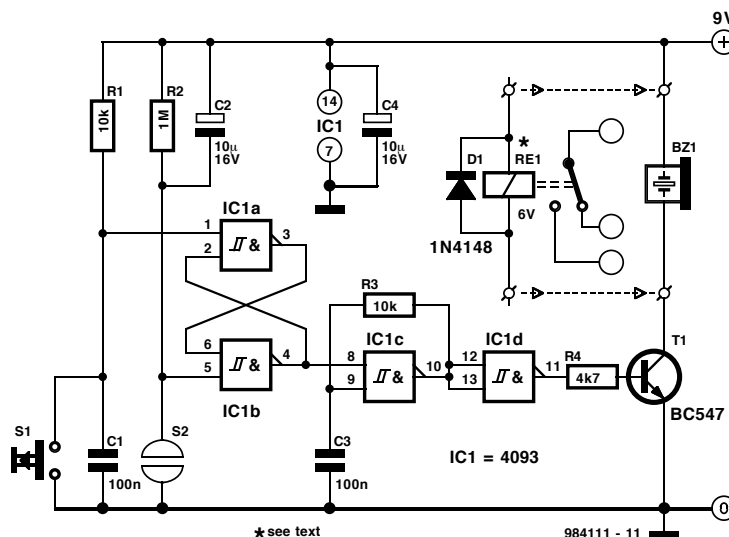 9V
+
R1
10k
R2
1M
C2
10µ
16V
14
IC1
7
C4
10µ
16V
*
D1
RE1
6V
1N4148
BZ1
IC1a
1
2
3
&
R3
10k
6
5
4
&
IC1b
IC1c
8
9
10
&
IC1d
12
13
11
&
R4
4k7
T1
BC547
S1
C1
100n
S2
C3
100n
IC1 = 4093
0
* see text
984111 - 11